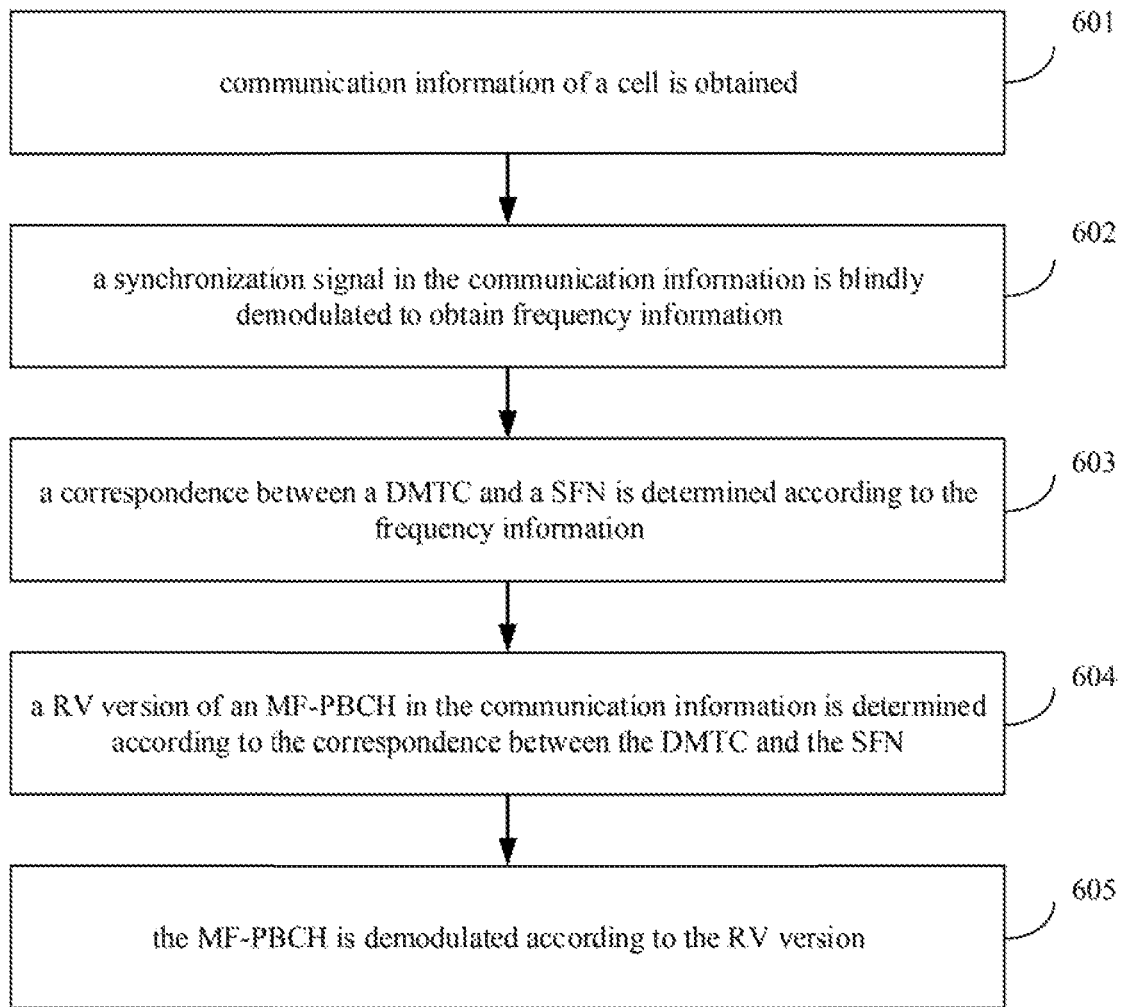 601
communication information of a cell is obtained
602
a synchronization signal in the communication information is blindly
demodulated to obtain frequency information
603
a correspondence between a DMTC and a SFN is determined according to the
frequency information
604
a RV version of an MF-PBCH in the communication information is determined
according to the correspondence between the DMTC and the SFN
605
the MF-PBCH is demodulated according to the RV version